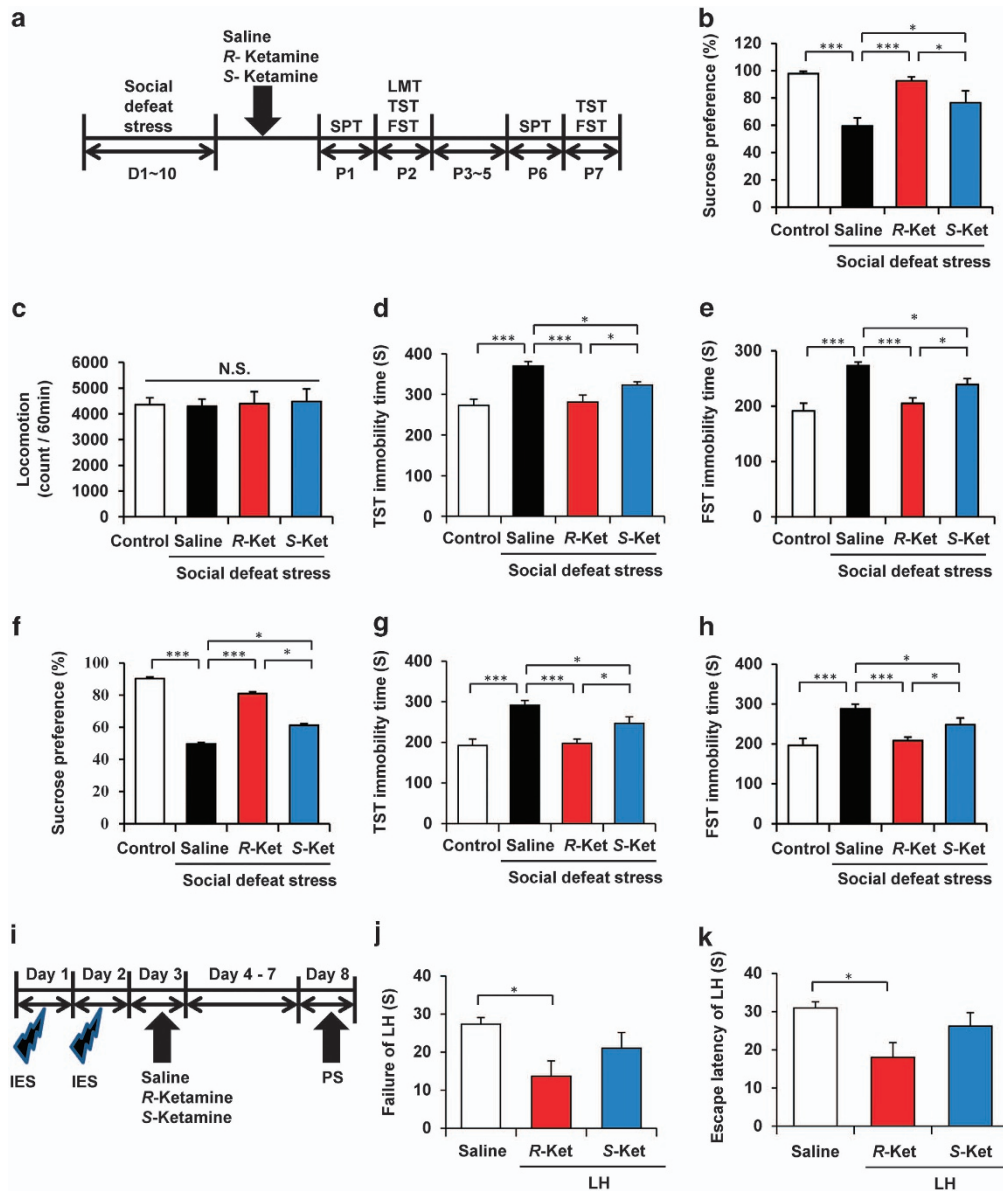 a
Saline
R- Ketamine
S- Ketamine
Social
defeat
stress
LMT
TST
FST
TST
FST
SPT
SPT
D1~10
P1
P2
P3~5
P6
P7
b
Sucrose preference (%)
120
100
80
60
40
20
0
*
*** *** *
Control Saline R-Ket S-Ket
Social defeat stress
c
Locomotion
(count / 60min)
6000
5000
4000
3000
2000
1000
0
N.S.
Control Saline R-Ket S-Ket
Social defeat stress
d
TST immobility time (S)
400
300
200
100
0
*
*** *** *
Control Saline R-Ket S-Ket
Social defeat stress
e
FST immobility time (S)
300
200
100
0
*
*** *** *
Control Saline R-Ket S-Ket
Social defeat stress
f
Sucrose preference (%)
100
80
60
40
20
0
*
*** *** *
Control Saline R-Ket S-Ket
Social defeat stress
g
TST immobility time (S)
400
300
200
100
0
*
*** *** *
Control Saline R-Ket S-Ket
Social defeat stress
h
FST immobility time (S)
400
300
200
100
0
*
*** *** *
Control Saline R-Ket S-Ket
Social defeat stress
i
Day 1 Day 2 Day 3 Day 4 - 7 Day 8
IES IES
Saline
R-Ketamine
S-Ketamine
PS
j
Failure of LH (S)
40
30
20
10
0
*
Saline R-Ket S-Ket
LH
k
Escape latency of LH (S)
40
30
20
10
0
*
Saline R-Ket S-Ket
LH